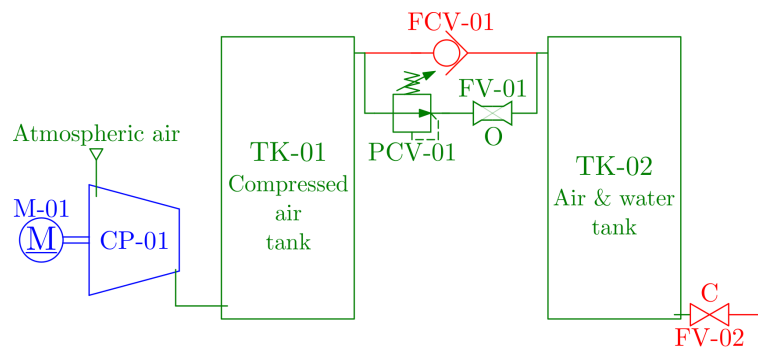 FCV-01
FV-01
O
PCV-01
Atmospheric air
TK-01
Compressed
air
tank
TK-02
Air & water
tank
M-01
M
CP-01
C
FV-02